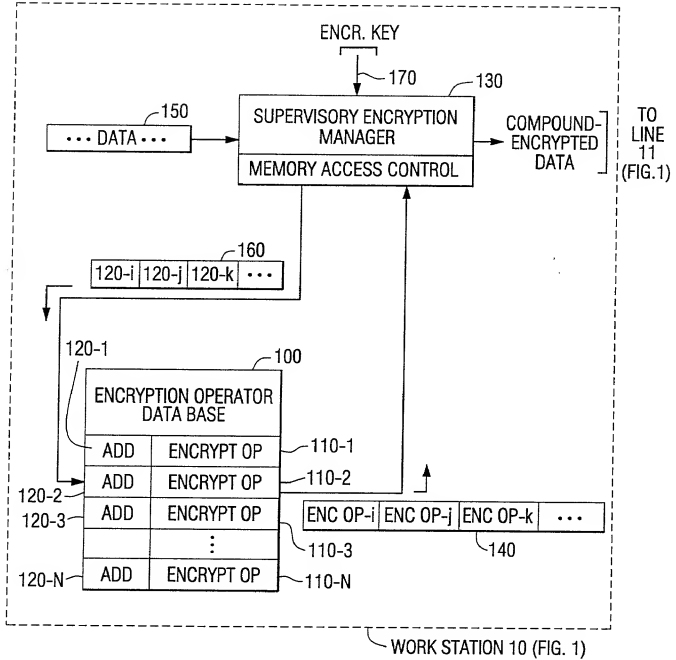 ENCR. KEY
170
130
150
SUPERVISORY ENCRYPTION
MANAGER
MEMORY ACCESS CONTROL
••• DATA •••
COMPOUND-
ENCRYPTED
DATA
TO
LINE
11
(FIG.1)
160
120-i 120-j 120-k •••
120-1
100
ENCRYPTION OPERATOR
DATA BASE
ADD ENCRYPT OP 110-1
ADD ENCRYPT OP 110-2
120-2
120-3 ADD ENCRYPT OP
110-3
⋮
120-N ADD ENCRYPT OP 110-N
ENC OP-i ENC OP-j ENC OP-k •••
140
WORK STATION 10 (FIG. 1)